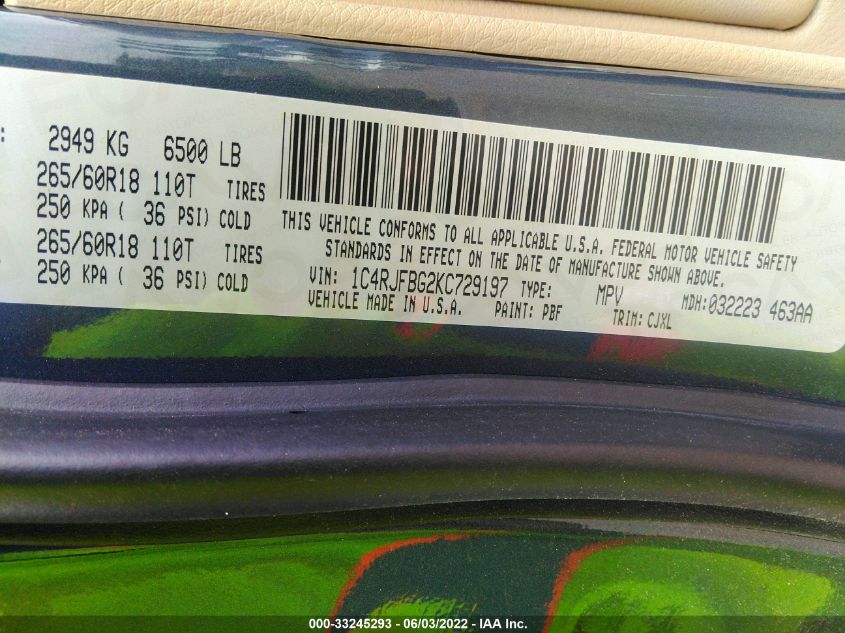 : 2949 KG 6500 LB
265/60R18 110T TIRES
250 KPA ( 36 PSI) COLD
265/60R18 110T TIRES
250 KPA ( 36 PSI) COLD
THIS VEHICLE CONFORMS TO ALL APPLICABLE U.S.A. FEDERAL MOTOR VEHICLE SAFETY
STANDARDS IN EFFECT ON THE DATE OF MANUFACTURE SHOWN ABOVE.
VIN: 1C4RJFBG2KC729197 TYPE: MPV MDH:032223 463AA
VEHICLE MADE IN U.S.A. PAINT: PBF TRIM: CJXL
000-33245293 - 06/03/2022 - IAA Inc.